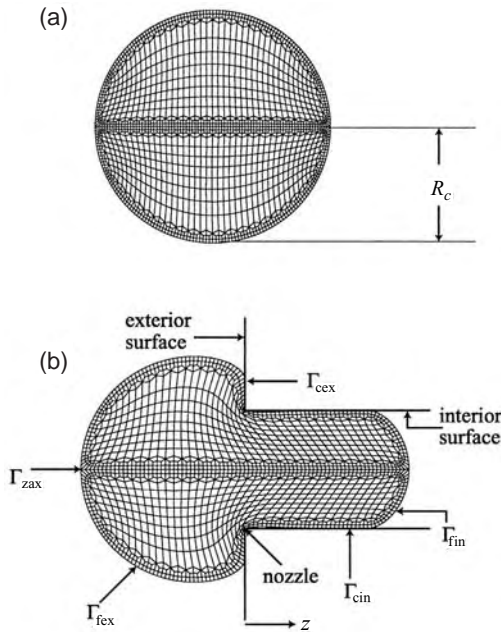 (a)
R_c
exterior
surface
(b)
Γ_cex
interior
surface
Γ_zax
Γ_fin
nozzle
Γ_cin
Γ_fex
z